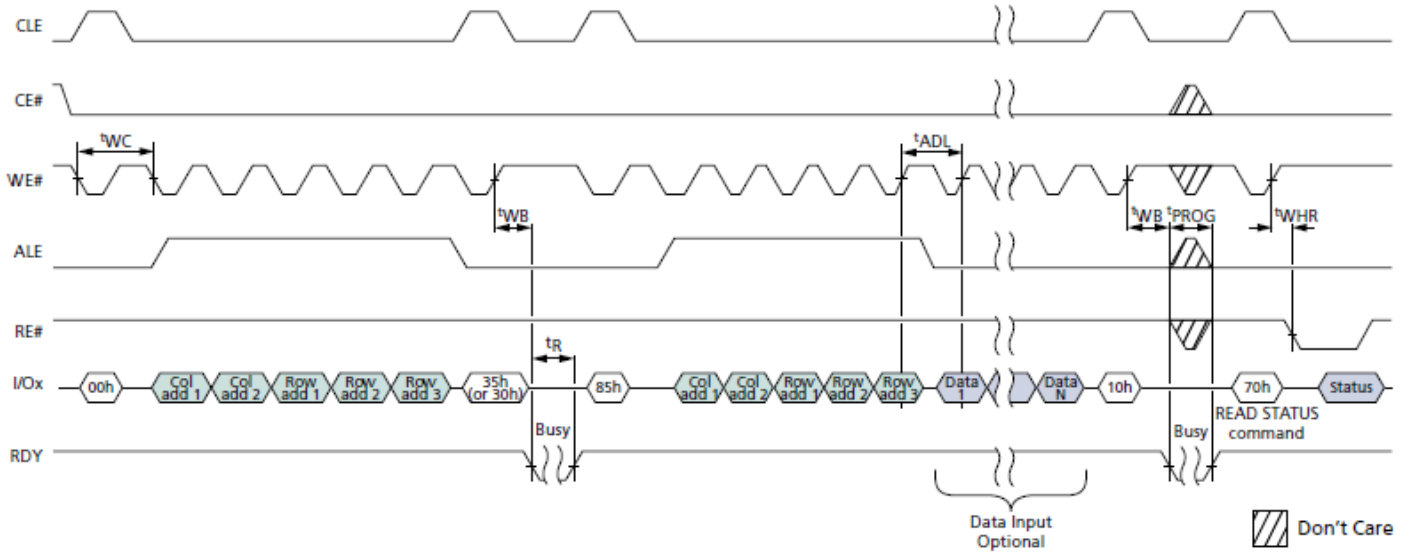 CLE
CE#
tWC
tADL
WE#
tWB
tWB
tPROG
tWHR
ALE
RE#
tR
I/Ox
00h
Col
add 1
Col
add 2
Row
add 1
Row
add 2
Row
add 3
35h
(or 30h)
85h
Col
add 1
Col
add 2
Row
add 1
Row
add 2
Row
add 3
Data
1
Data
N
10h
70h
Status
READ STATUS
command
Busy
Busy
RDY
Data Input
Optional
Don't Care